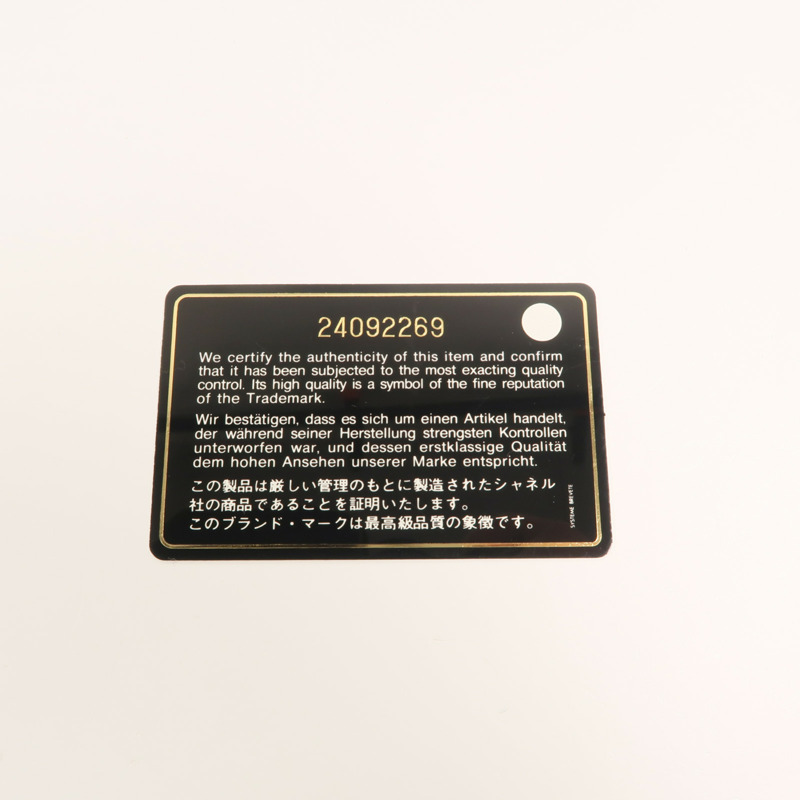 24092269
We certify the authenticity of this item and confirm
that it has been subjected to the most exacting quality
control. Its high quality is a symbol of the fine reputation
of the Trademark.
Wir bestätigen, dass es sich um einen Artikel handelt,
der während seiner Herstellung strengsten Kontrollen
unterworfen war, und dessen erstklassige Qualität
dem hohen Ansehen unserer Marke entspricht.
この製品は厳しい管理のもとに製造されたシャネル
社の商品であることを証明いたします。
このブランド・マークは最高級品質の象徴です。
SYSTEME BREVETE